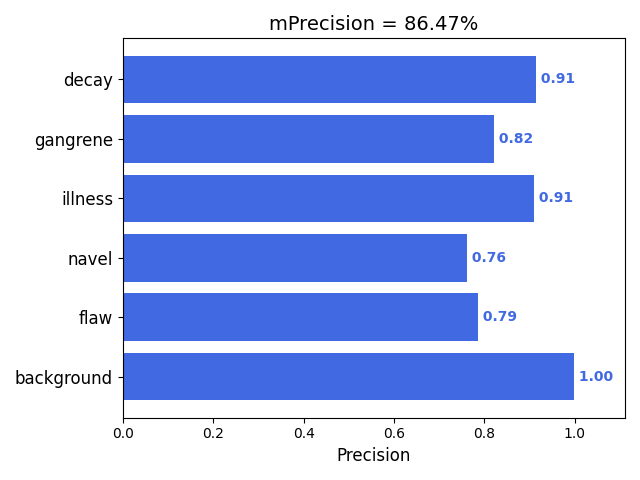 mPrecision = 86.47%
decay 0.91
gangrene 0.82
illness 0.91
navel 0.76
flaw 0.79
background 1.00
0.0 0.2 0.4 0.6 0.8 1.0
Precision